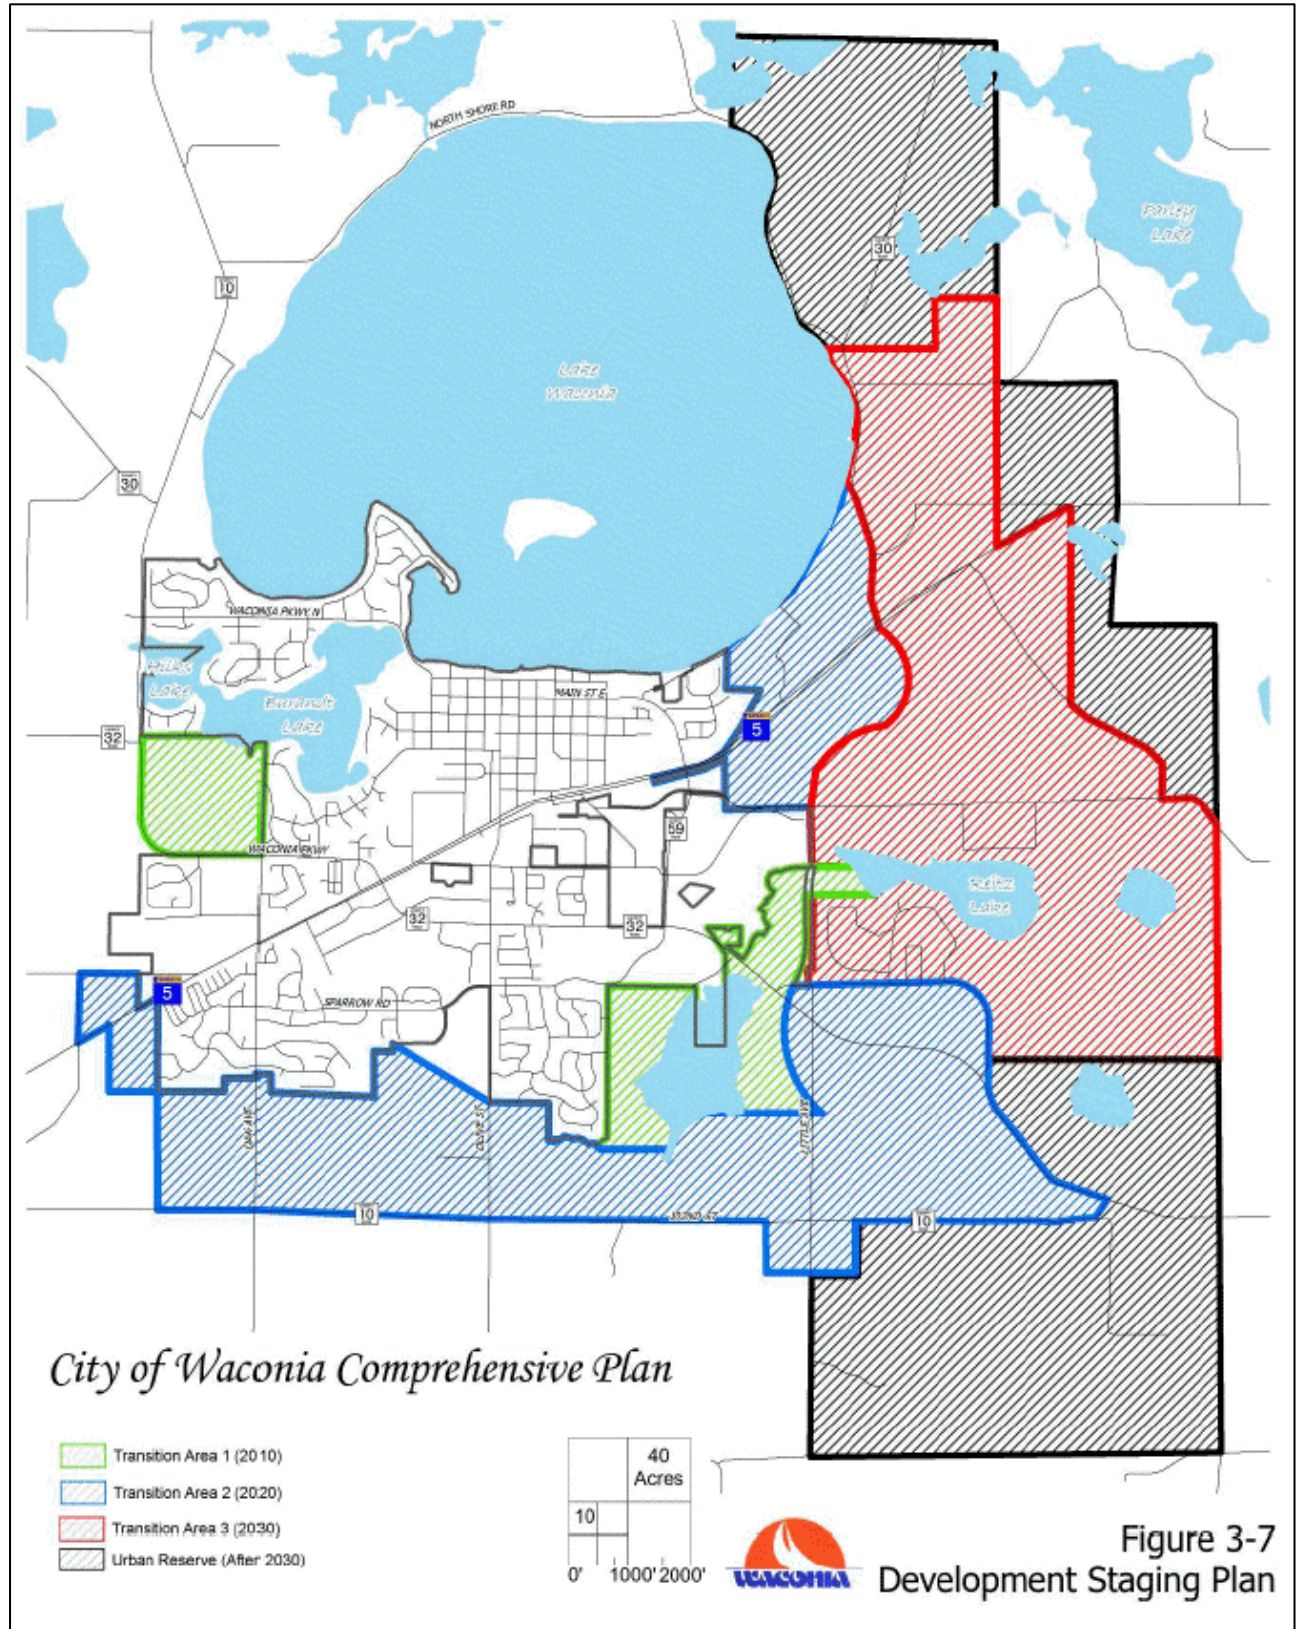 NORTH SHORE RD
Parley
Lake
30
10
Lake
Waconia
30
WACONIA PKWY N
Hilks
Lake
Burandt
Lake
MAIN ST E
5
32
59
WACONIA PKWY
Reitz
Lake
32
32
5
SPARROW RD
OAK AVE
OLIVE ST
LITTLE AVE
10
102ND ST
10
City of Waconia Comprehensive Plan
Transition Area 1 (2010)
Transition Area 2 (2020)
Transition Area 3 (2030)
Urban Reserve (After 2030)
40
Acres
10
0' 1000' 2000'
WACONIA
Figure 3-7
Development Staging Plan